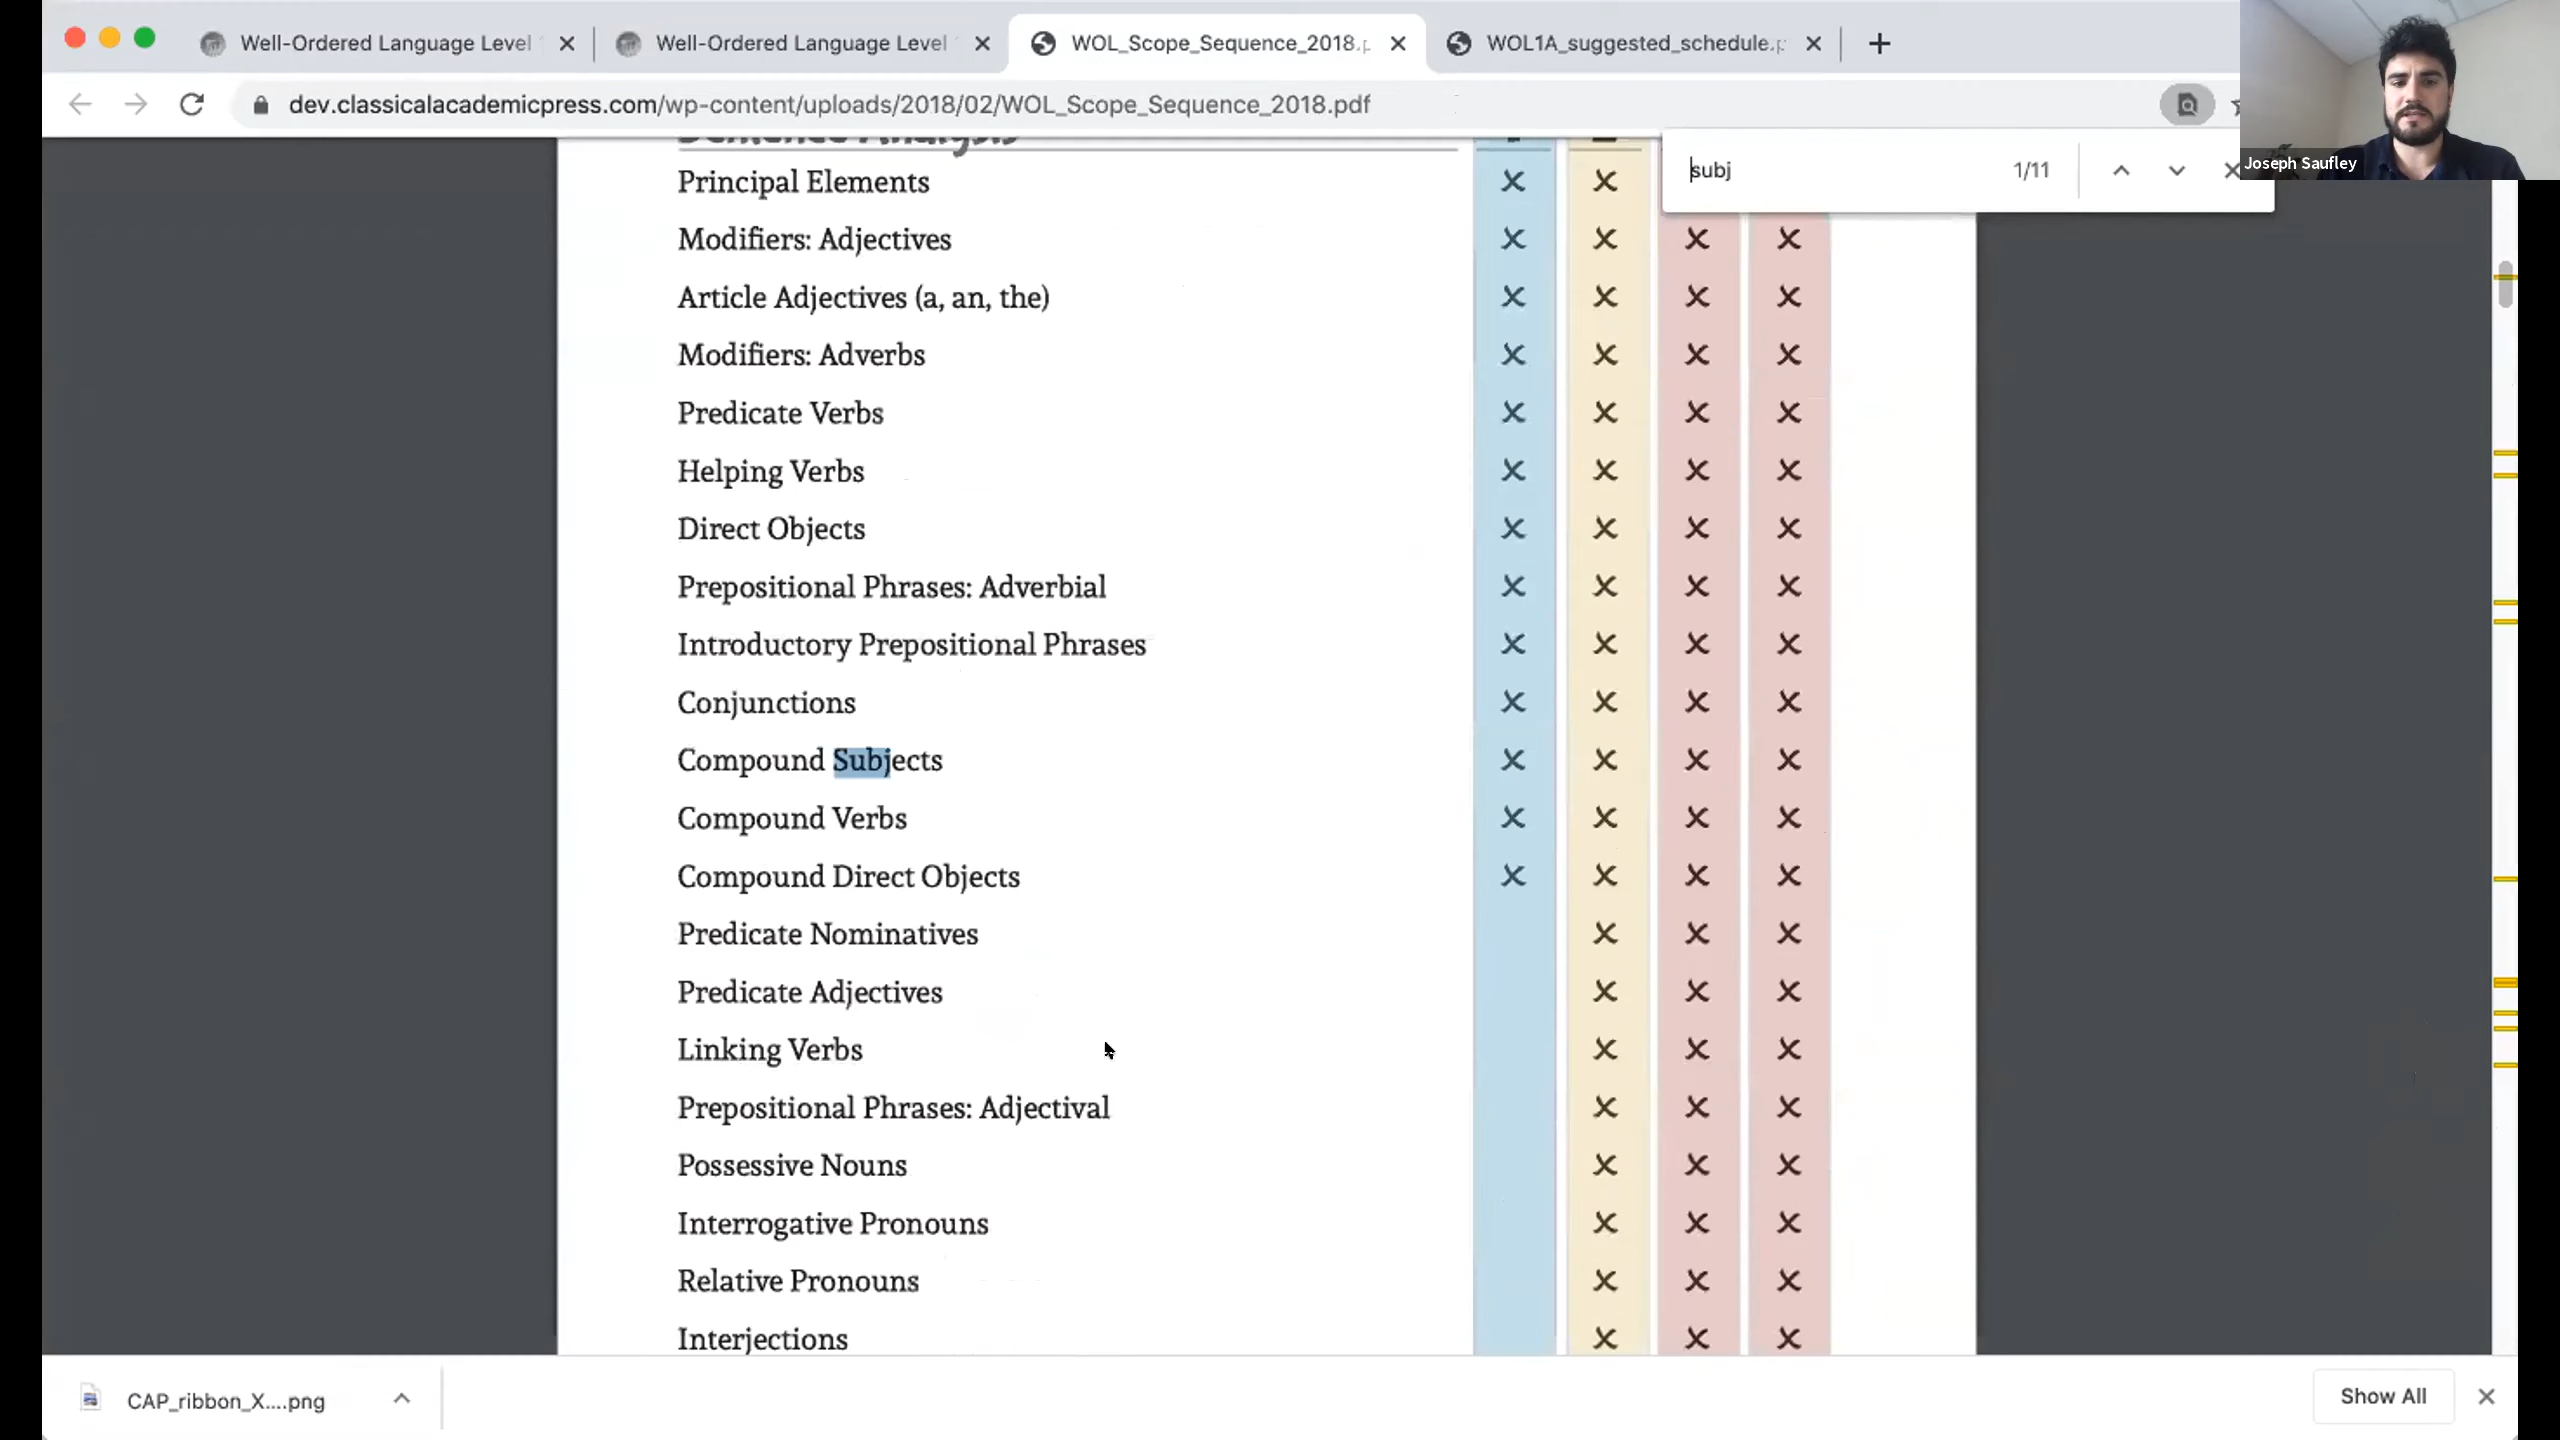 Well-Ordered Language Level
Well-Ordered Language Level
WOL_Scope_Sequence_2018.p
WOL1A_suggested_schedule.p
dev.classicalacademicpress.com/wp-content/uploads/2018/02/WOL_Scope_Sequence_2018.pdf
Joseph Saufley
subj 1/11
Sentence Analysis
Principal Elements X X
Modifiers: Adjectives X X X X
Article Adjectives (a, an, the) X X X X
Modifiers: Adverbs X X X X
Predicate Verbs X X X X
Helping Verbs X X X X
Direct Objects X X X X
Prepositional Phrases: Adverbial X X X X
Introductory Prepositional Phrases X X X X
Conjunctions X X X X
Compound Subjects X X X X
Compound Verbs X X X X
Compound Direct Objects X X X X
Predicate Nominatives X X X
Predicate Adjectives X X X
Linking Verbs X X X
Prepositional Phrases: Adjectival X X X
Possessive Nouns X X X
Interrogative Pronouns X X X
Relative Pronouns X X X
Interjections X X X
CAP_ribbon_X....png
Show All